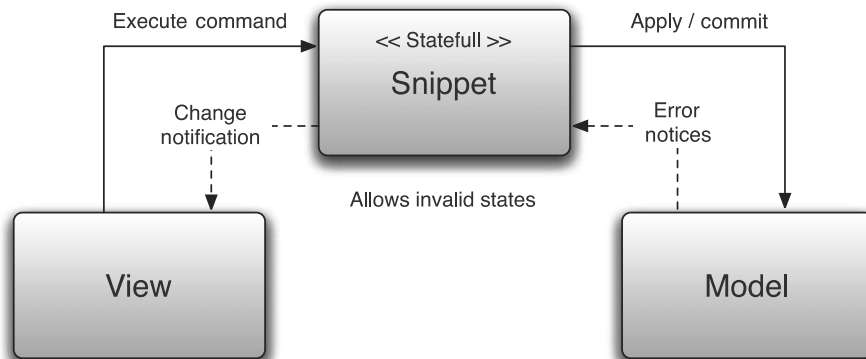 Execute command
<< Statefull >>
Apply / commit
Snippet
Change
notification
Error
notices
Allows invalid states
View
Model